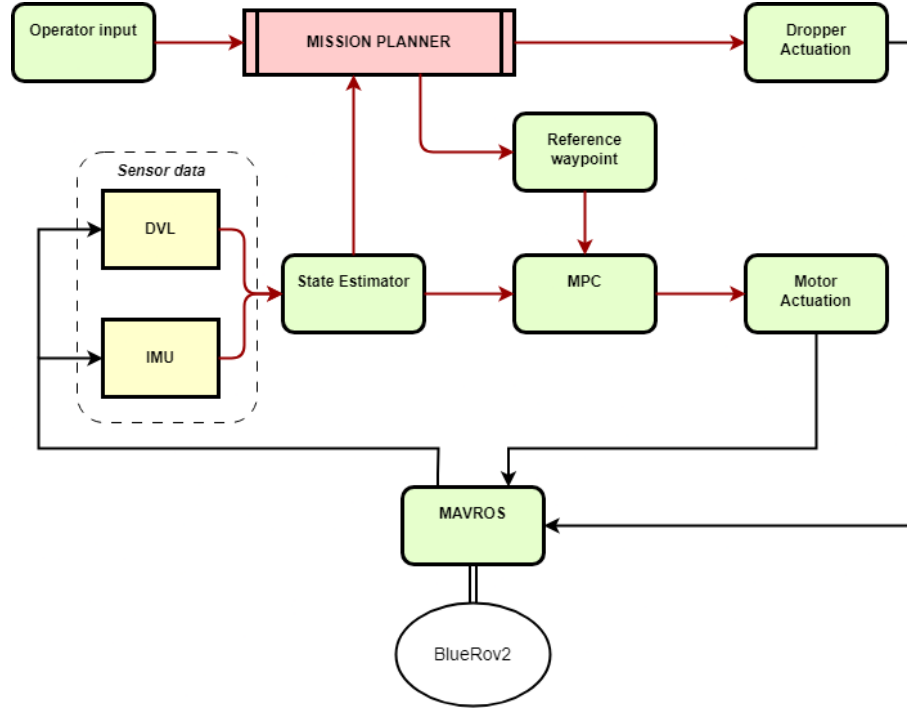 Operator input
MISSION PLANNER
Dropper
Actuation
Reference
waypoint
Sensor data
DVL
State Estimator
MPC
Motor
Actuation
IMU
MAVROS
BlueRov2